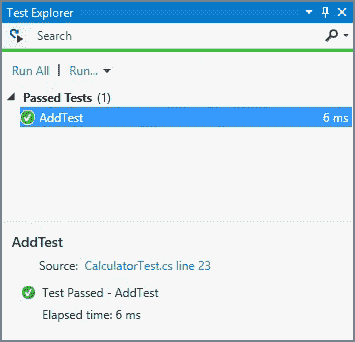 Test Explorer
Search
Run All | Run...
Passed Tests (1)
AddTest 6 ms
AddTest
Source: CalculatorTest.cs line 23
Test Passed - AddTest
Elapsed time: 6 ms